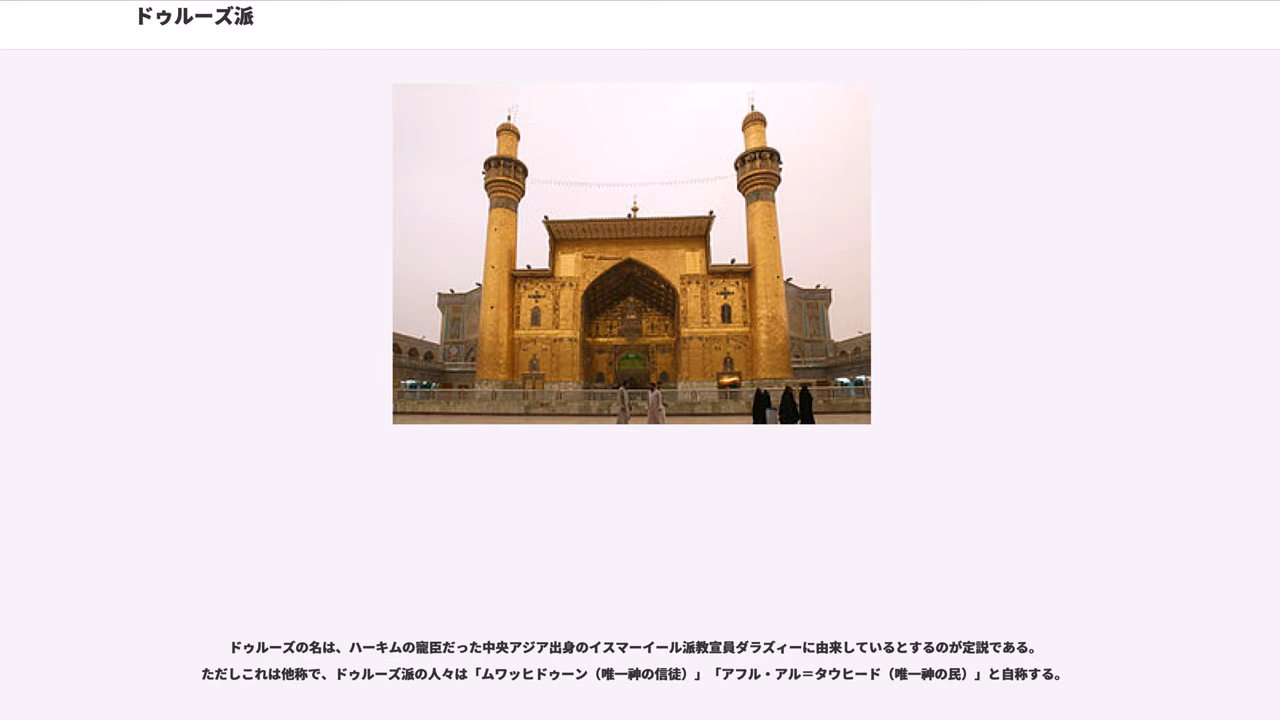 ドゥルーズ派
ドゥルーズの名は、ハーキムの寵臣だった中央アジア出身のイスマーイール派教宣員ダラズィーに由来しているとするのが定説である。
ただしこれは他称で、ドゥルーズ派の人々は「ムワッヒドゥーン（唯一神の信徒）」「アフル・アル＝タウヒード（唯一神の民）」と自称する。